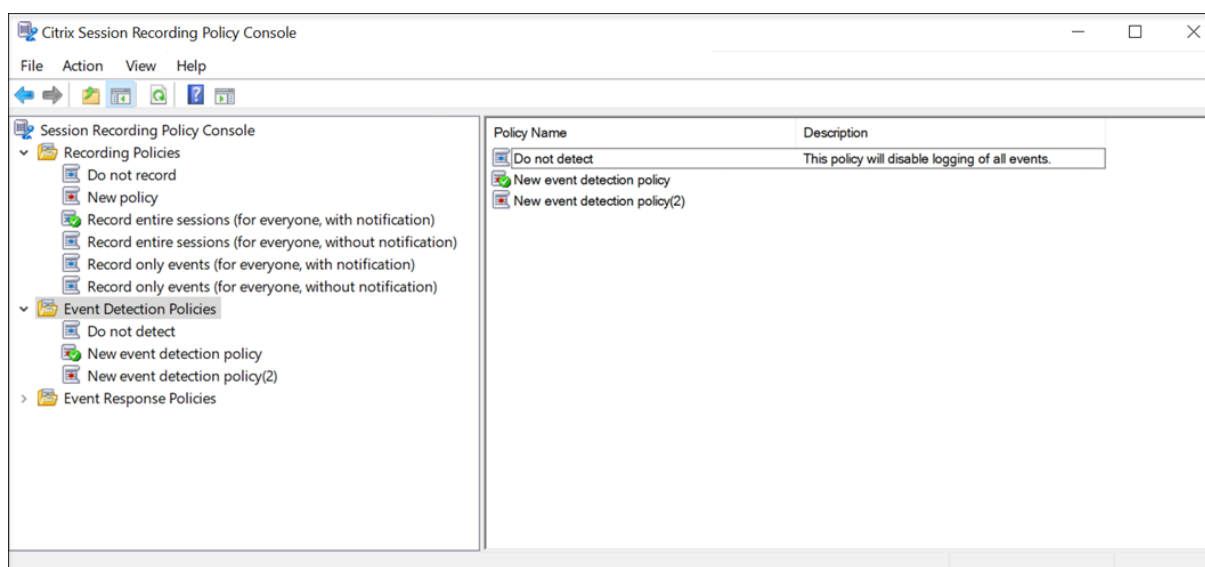 Citrix Session Recording Policy Console
File Action View Help
Session Recording Policy Console
Recording Policies
Do not record
New policy
Record entire sessions (for everyone, with notification)
Record entire sessions (for everyone, without notification)
Record only events (for everyone, with notification)
Record only events (for everyone, without notification)
Event Detection Policies
Do not detect
New event detection policy
New event detection policy(2)
Event Response Policies
Policy Name Description
Do not detect This policy will disable logging of all events.
New event detection policy
New event detection policy(2)